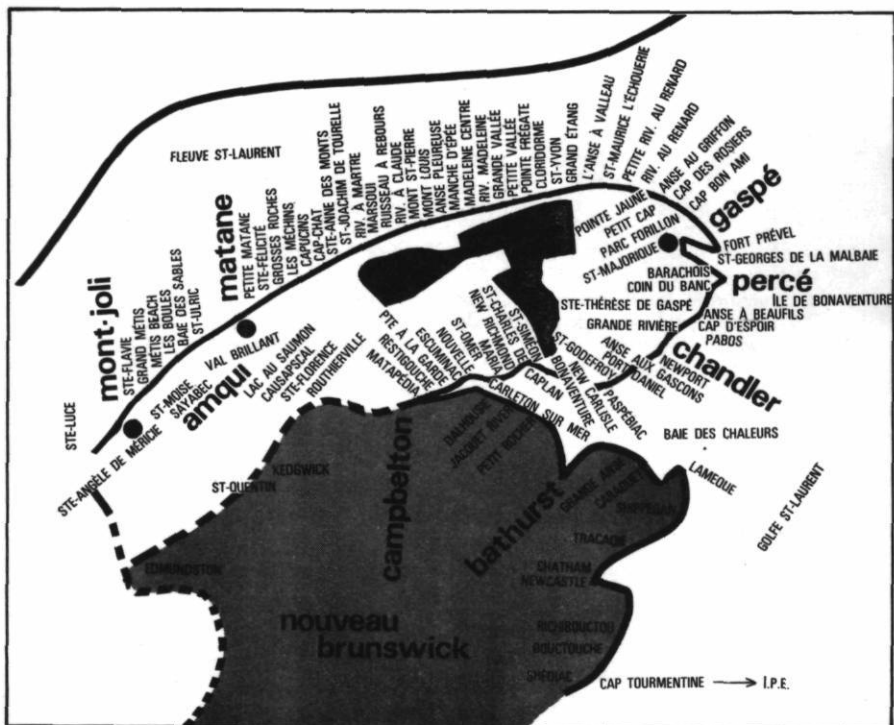 FLEUVE ST-LAURENT
STE-LUCE
mont-joli
STE-FLAVIE
GRAND MÉTIS
MÉTIS BEACH
LES BOULES
BAIE DES SABLES
ST-ULRIC
matane
PETITE MATANE
STE-FÉLICITÉ
GROSSES ROCHES
LES MÉCHINS
CAPUCINS
CAP-CHAT
STE-ANNE DES MONTS
ST-JOACHIM DE TOURELLE
RIV. À MARTRE
MARSOUI
RUISSEAU À REBOURS
RIV. À CLAUDE
MONT ST-PIERRE
MONT LOUIS
ANSE PLEUREUSE
MANCHE D'ÉPÉE
MADELEINE CENTRE
RIV. MADELEINE
GRANDE VALLÉE
PETITE VALLÉE
POINTE FRÉGATE
CLORIDORME
ST-YVON
GRAND ÉTANG
L'ANSE À VALLEAU
ST-MAURICE L'ÉCHOUERIE
PETITE RIV. AU RENARD
RIV. AU RENARD
ANSE AU GRIFFON
CAP DES ROSIERS
CAP BON AMI
POINTE JAUNE
PETIT CAP
PARC FORILLON
ST-MAJORIQUE
gaspé
FORT PRÉVEL
ST-GEORGES DE LA MALBAIE
BARACHOIS
COIN DU BANC
percé
ÎLE DE BONAVENTURE
STE-THÉRÈSE DE GASPÉ
ANSE À BEAUFILS
GRANDE RIVIÈRE
CAP D'ESPOIR
PABOS
chandler
NEWPORT
ANSE AUX GASCONS
PORT DANIEL
ST-GODEFROY
PASPÉBIAC
NEW CARLISLE
BONAVENTURE
ST-SIMÉON
CAPLAN
ST-CHARLES DE
NEW RICHMOND
MARIA
CARLETON SUR MER
ST-OMER
NOUVELLE
ESCUMINAC
PTE A LA GARDE
RESTIGOUCHE
MATAPÉDIA
ROUTHIERVILLE
STE-FLORENCE
CAUSAPSCAL
LAC AU SAUMON
amqui
VAL BRILLANT
SAYABEC
ST-MOISE
STE-ANGÈLE DE MÉRICIE
BAIE DES CHALEURS
GOLFE ST-LAURENT
KEDGWICK
ST-QUENTIN
EDMUNDSTON
campbelton
DALHOUSIE
JACQUET RIVER
PETIT ROCHER
bathurst
GRANDE ANSE
CARAQUET
SHIPPEGAN
LAMEQUE
TRACADIE
CHATHAM
NEWCASTLE
nouveau
brunswick
RICHIBOUCTOU
BOUCTOUCHE
SHÉDIAC
CAP TOURMENTINE → I.P.E.